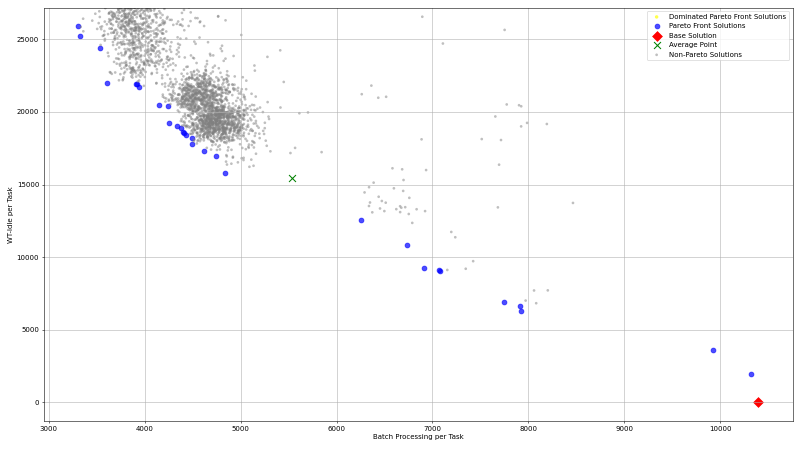 Dominated Pareto Front Solutions
Pareto Front Solutions
Base Solution
Average Point
Non-Pareto Solutions
25000
20000
15000
10000
5000
0
WT-Idle per Task
3000 4000 5000 6000 7000 8000 9000 10000
Batch Processing per Task